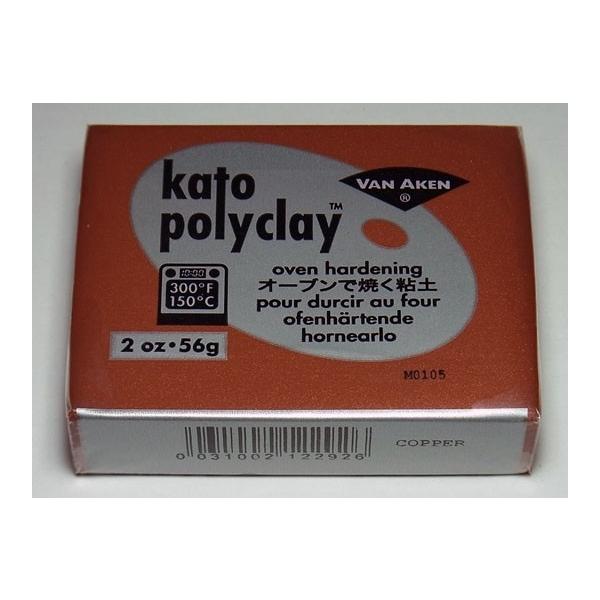 kato
polyclay™
VAN AKEN
®
10:00
300°F
150°C
oven hardening
オーブンで焼く粘土
pour durcir au four
ofenhärtende
hornearlo
2 oz•56g
M0105
0 031002 122926
COPPER